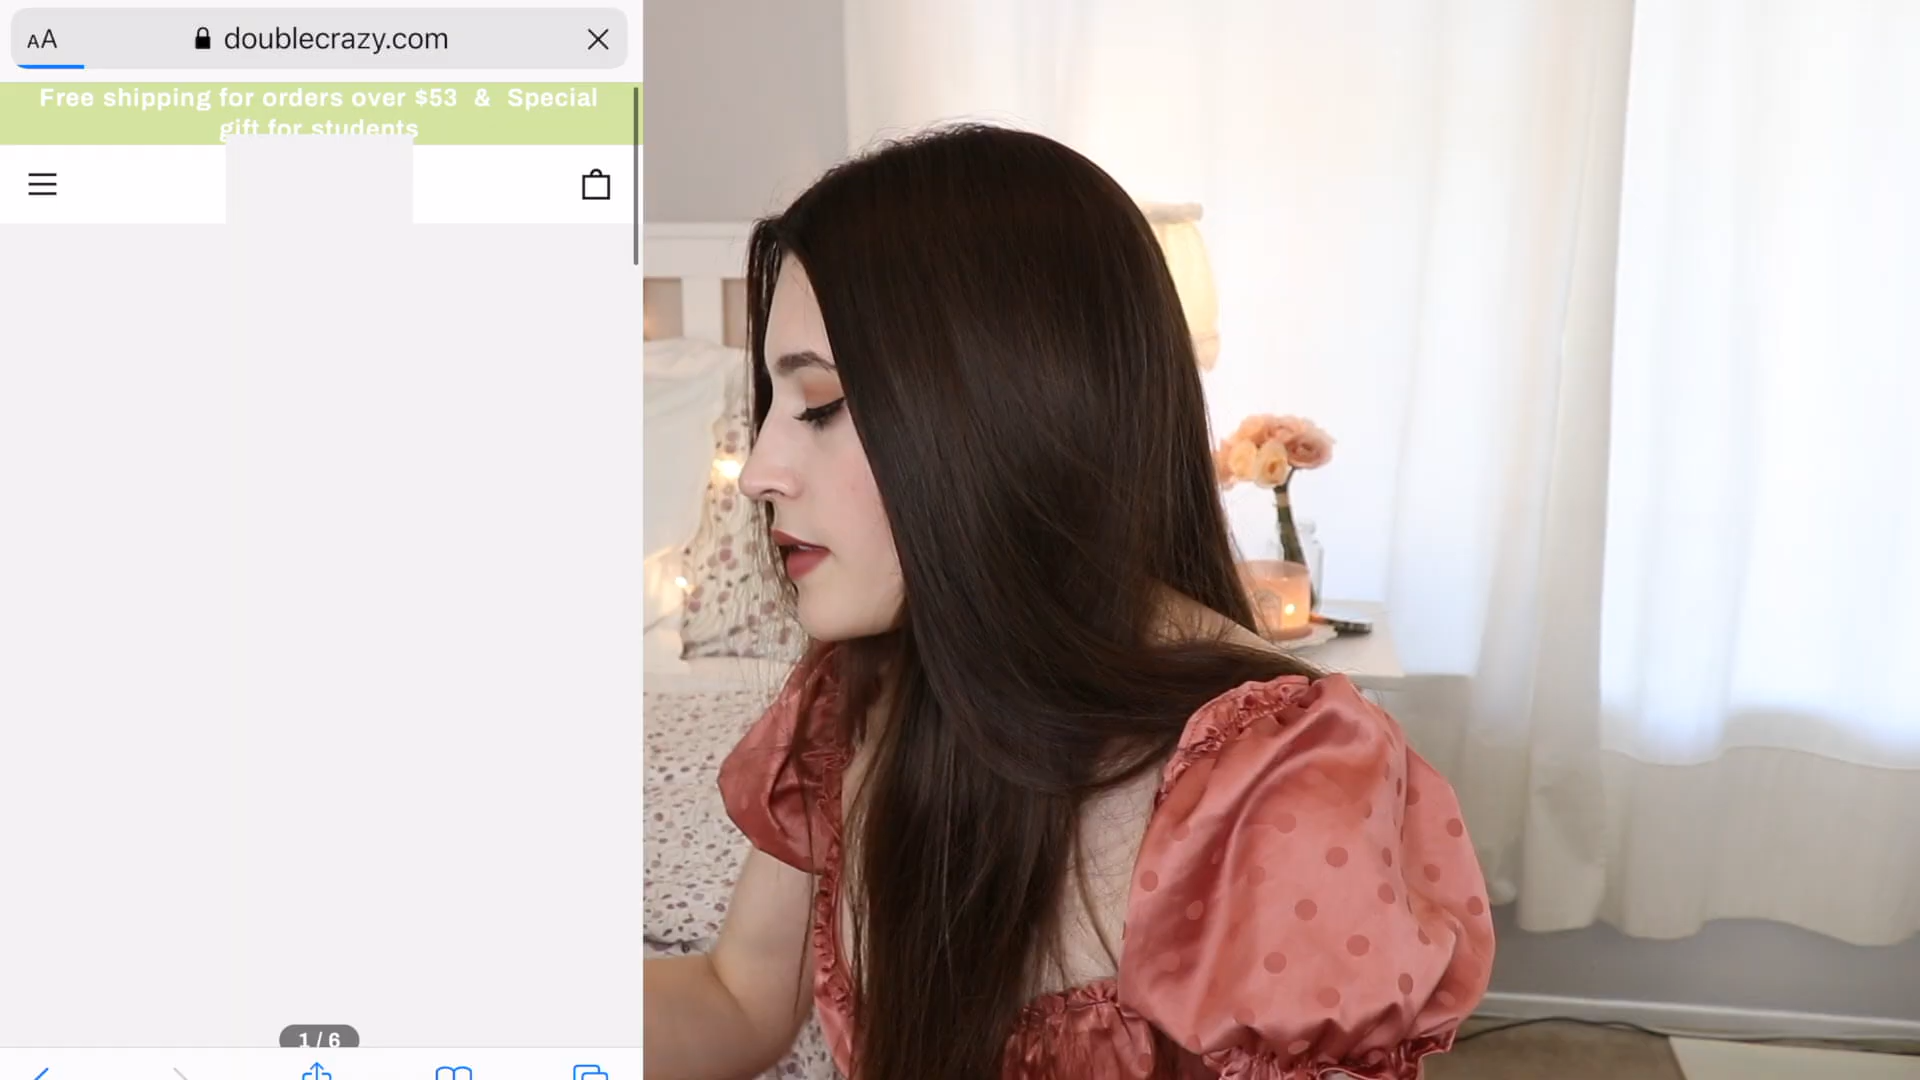 AA
doublecrazy.com
Free shipping for orders over $53 & Special
gift for students
1 / 6